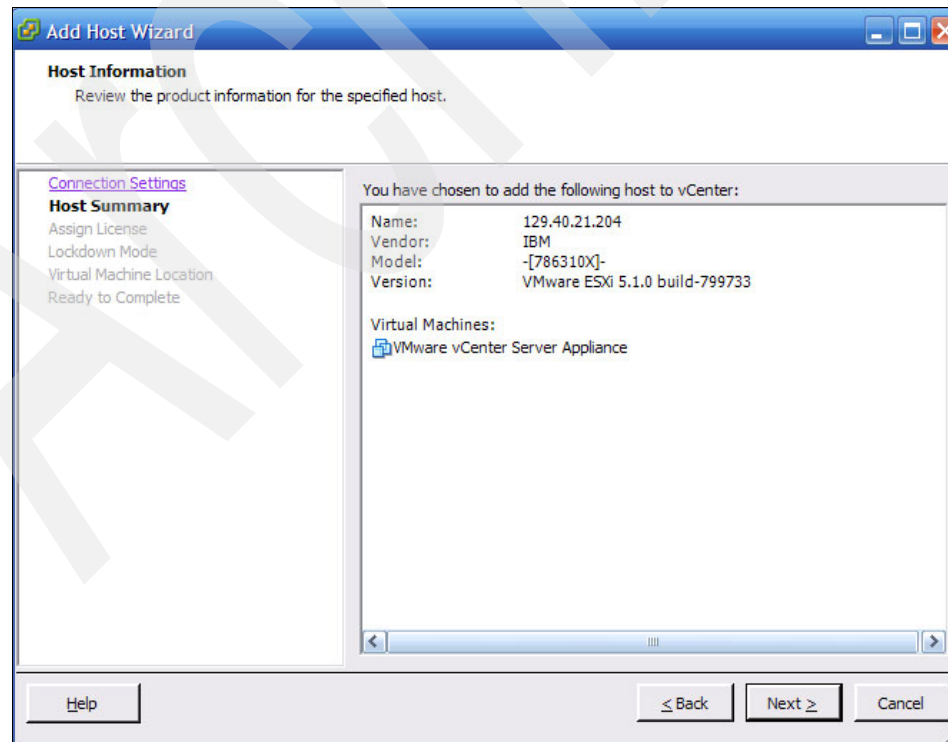 Add Host Wizard
Host Information
Review the product information for the specified host.
Connection Settings
Host Summary
Assign License
Lockdown Mode
Virtual Machine Location
Ready to Complete
You have chosen to add the following host to vCenter:
Name: 129.40.21.204
Vendor: IBM
Model: -[786310X]-
Version: VMware ESXi 5.1.0 build-799733
Virtual Machines:
VMware vCenter Server Appliance
Help
< Back
Next >
Cancel